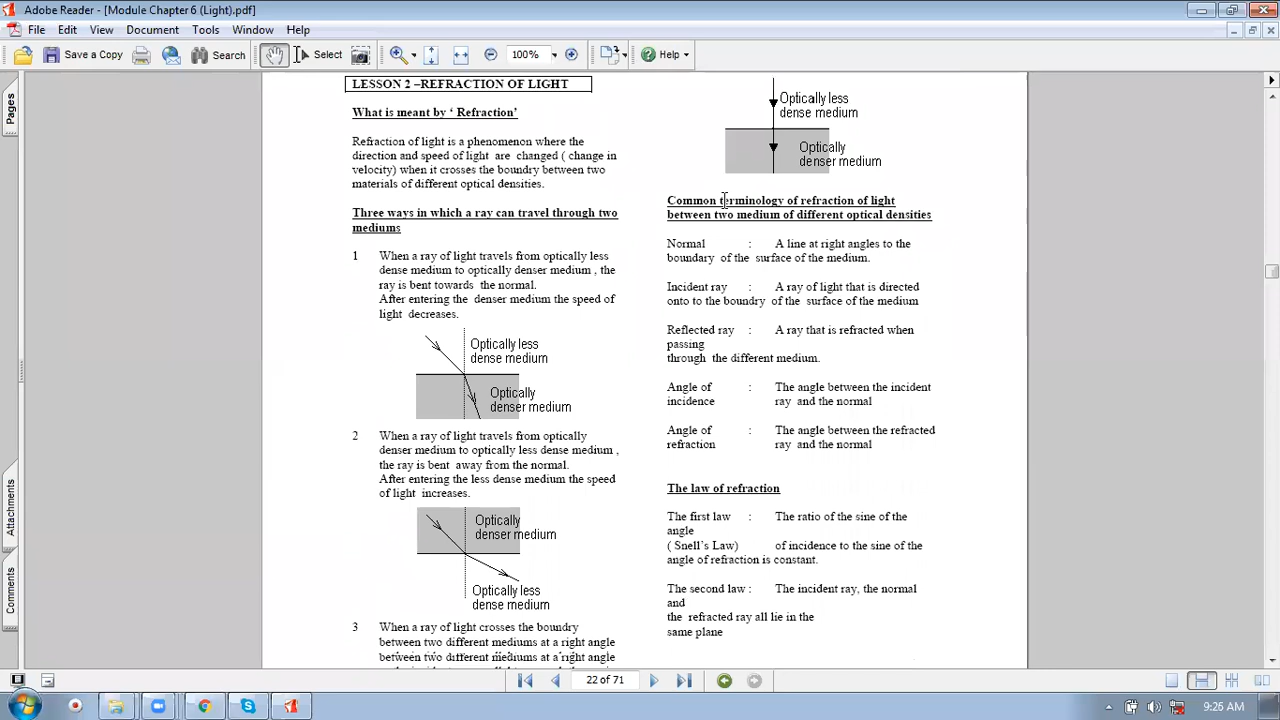 Adobe Reader - [Module Chapter 6 (Light).pdf]
File Edit View Document Tools Window Help
Save a Copy Search Select 100% Help
Pages
Attachments
Comments
LESSON 2 –REFRACTION OF LIGHT
What is meant by ‘ Refraction’
Refraction of light is a phenomenon where the
direction and speed of light are changed ( change in
velocity) when it crosses the boundry between two
materials of different optical densities.
Three ways in which a ray can travel through two
mediums
1 When a ray of light travels from optically less
dense medium to optically denser medium , the
ray is bent towards the normal.
After entering the denser medium the speed of
light decreases.
Optically less
dense medium
Optically
denser medium
2 When a ray of light travels from optically
denser medium to optically less dense medium ,
the ray is bent away from the normal.
After entering the less dense medium the speed
of light increases.
Optically
denser medium
Optically less
dense medium
3 When a ray of light crosses the boundry
between two different mediums at a right angle
between two different mediums at a right angle
Optically less
dense medium
Optically
denser medium
Common terminology of refraction of light
between two medium of different optical densities
Normal : A line at right angles to the
boundary of the surface of the medium.
Incident ray : A ray of light that is directed
onto to the boundry of the surface of the medium
Reflected ray : A ray that is refracted when
passing
through the different medium.
Angle of : The angle between the incident
incidence ray and the normal
Angle of : The angle between the refracted
refraction ray and the normal
The law of refraction
The first law : The ratio of the sine of the
angle
( Snell’s Law) of incidence to the sine of the
angle of refraction is constant.
The second law : The incident ray, the normal
and
the refracted ray all lie in the
same plane
22 of 71
9:26 AM